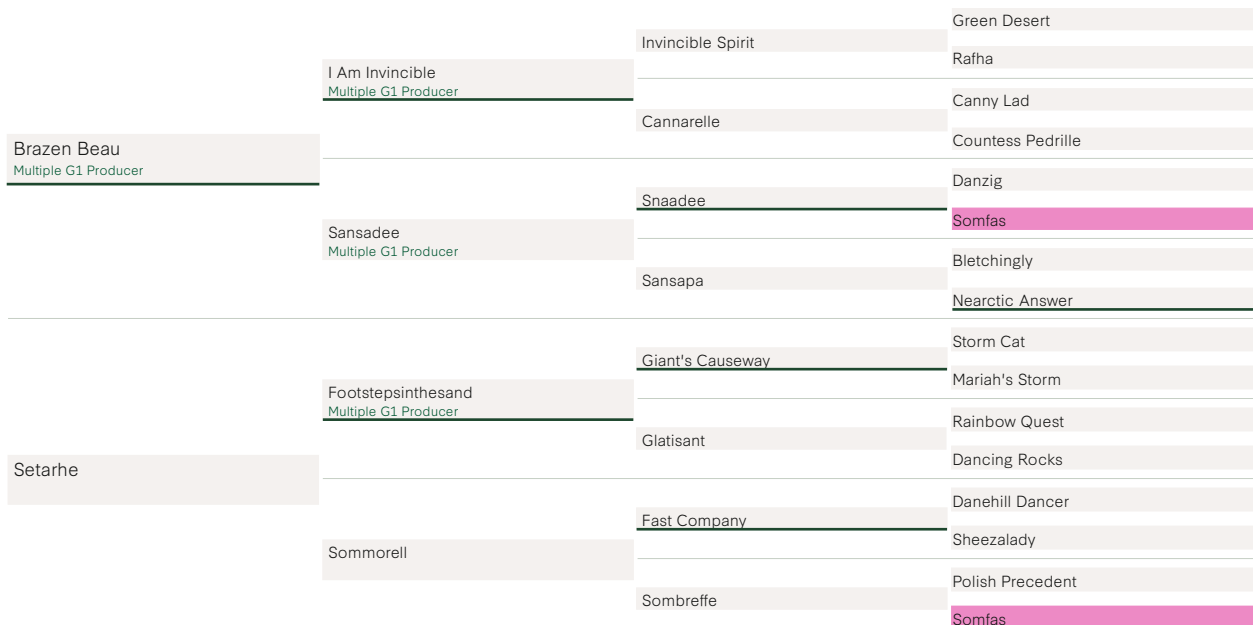 Brazen Beau
Multiple G1 Producer
Setarhe
I Am Invincible
Multiple G1 Producer
Sansadee
Multiple G1 Producer
Footstepsinthesand
Multiple G1 Producer
Sommorell
Invincible Spirit
Cannarelle
Snaadee
Sansapa
Giant's Causeway
Glatisant
Fast Company
Sombreffe
Green Desert
Rafha
Canny Lad
Countess Pedrille
Danzig
Somfas
Bletchingly
Nearctic Answer
Storm Cat
Mariah's Storm
Rainbow Quest
Dancing Rocks
Danehill Dancer
Sheezalady
Polish Precedent
Somfas